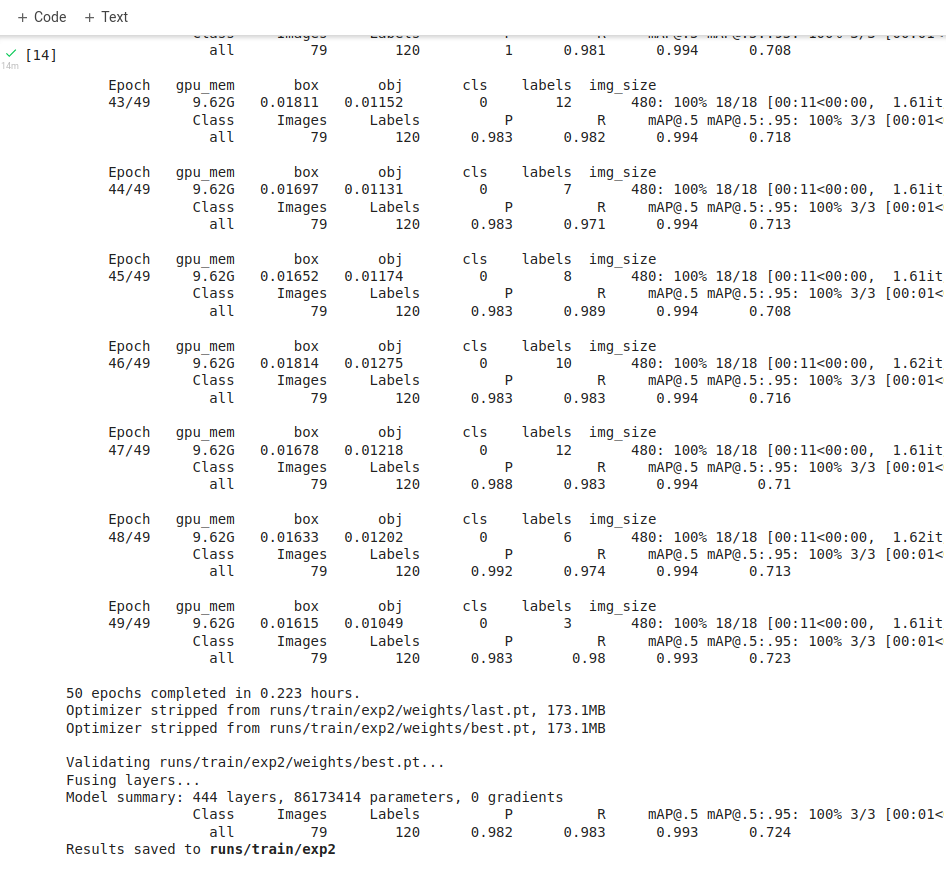 + Code + Text
Class Images Labels P R mAP@.5 mAP@.5:.95: 100% 3/3 [00:01<
[14] all 79 120 1 0.981 0.994 0.708
14m
Epoch gpu_mem box obj cls labels img_size
43/49 9.62G 0.01811 0.01152 0 12 480: 100% 18/18 [00:11<00:00, 1.61it
Class Images Labels P R mAP@.5 mAP@.5:.95: 100% 3/3 [00:01<
all 79 120 0.983 0.982 0.994 0.718
Epoch gpu_mem box obj cls labels img_size
44/49 9.62G 0.01697 0.01131 0 7 480: 100% 18/18 [00:11<00:00, 1.61it
Class Images Labels P R mAP@.5 mAP@.5:.95: 100% 3/3 [00:01<
all 79 120 0.983 0.971 0.994 0.713
Epoch gpu_mem box obj cls labels img_size
45/49 9.62G 0.01652 0.01174 0 8 480: 100% 18/18 [00:11<00:00, 1.61it
Class Images Labels P R mAP@.5 mAP@.5:.95: 100% 3/3 [00:01<
all 79 120 0.983 0.989 0.994 0.708
Epoch gpu_mem box obj cls labels img_size
46/49 9.62G 0.01814 0.01275 0 10 480: 100% 18/18 [00:11<00:00, 1.62it
Class Images Labels P R mAP@.5 mAP@.5:.95: 100% 3/3 [00:01<
all 79 120 0.983 0.983 0.994 0.716
Epoch gpu_mem box obj cls labels img_size
47/49 9.62G 0.01678 0.01218 0 12 480: 100% 18/18 [00:11<00:00, 1.61it
Class Images Labels P R mAP@.5 mAP@.5:.95: 100% 3/3 [00:01<
all 79 120 0.988 0.983 0.994 0.71
Epoch gpu_mem box obj cls labels img_size
48/49 9.62G 0.01633 0.01202 0 6 480: 100% 18/18 [00:11<00:00, 1.62it
Class Images Labels P R mAP@.5 mAP@.5:.95: 100% 3/3 [00:01<
all 79 120 0.992 0.974 0.994 0.713
Epoch gpu_mem box obj cls labels img_size
49/49 9.62G 0.01615 0.01049 0 3 480: 100% 18/18 [00:11<00:00, 1.61it
Class Images Labels P R mAP@.5 mAP@.5:.95: 100% 3/3 [00:01<
all 79 120 0.983 0.98 0.993 0.723
50 epochs completed in 0.223 hours.
Optimizer stripped from runs/train/exp2/weights/last.pt, 173.1MB
Optimizer stripped from runs/train/exp2/weights/best.pt, 173.1MB
Validating runs/train/exp2/weights/best.pt...
Fusing layers...
Model summary: 444 layers, 86173414 parameters, 0 gradients
Class Images Labels P R mAP@.5 mAP@.5:.95: 100% 3/3 [00:01<
all 79 120 0.982 0.983 0.993 0.724
Results saved to runs/train/exp2